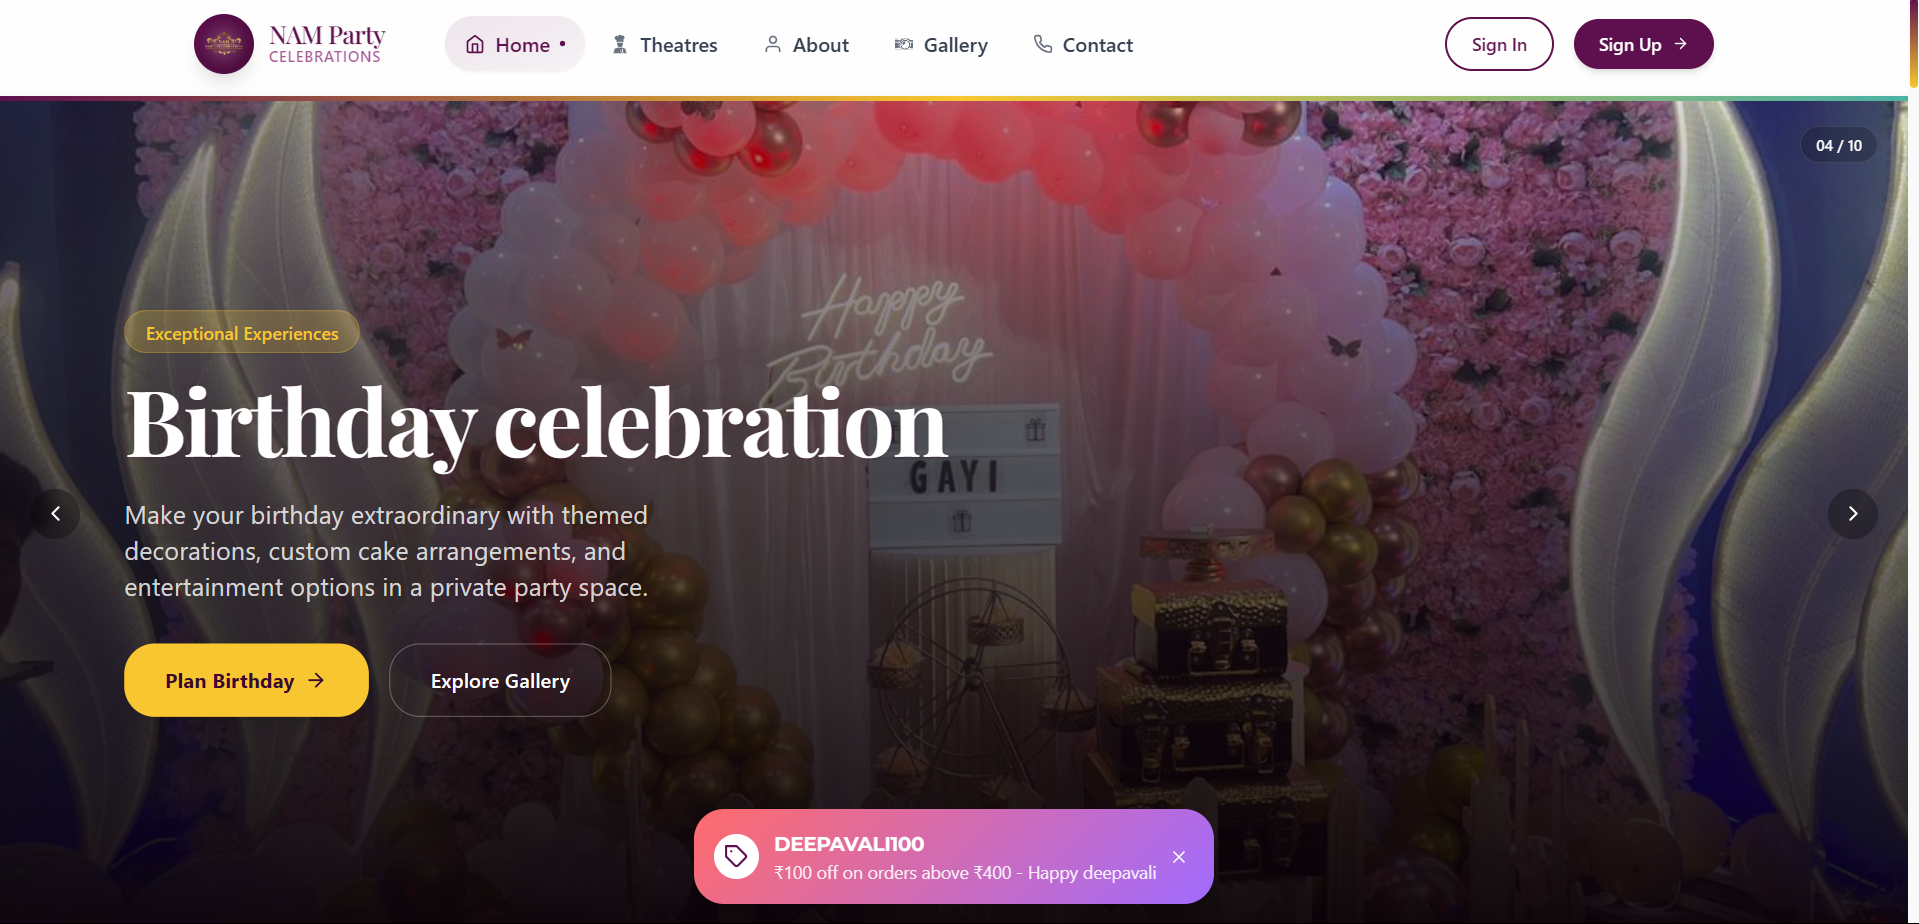 NAM Party
CELEBRATIONS
Home
Theatres
About
Gallery
Contact
Sign In
Sign Up
04 / 10
Happy
Birthday
Exceptional Experiences
Birthday celebration
GAYI
Make your birthday extraordinary with themed
decorations, custom cake arrangements, and
entertainment options in a private party space.
Plan Birthday
Explore Gallery
DEEPAVALI100
₹100 off on orders above ₹400 - Happy deepavali